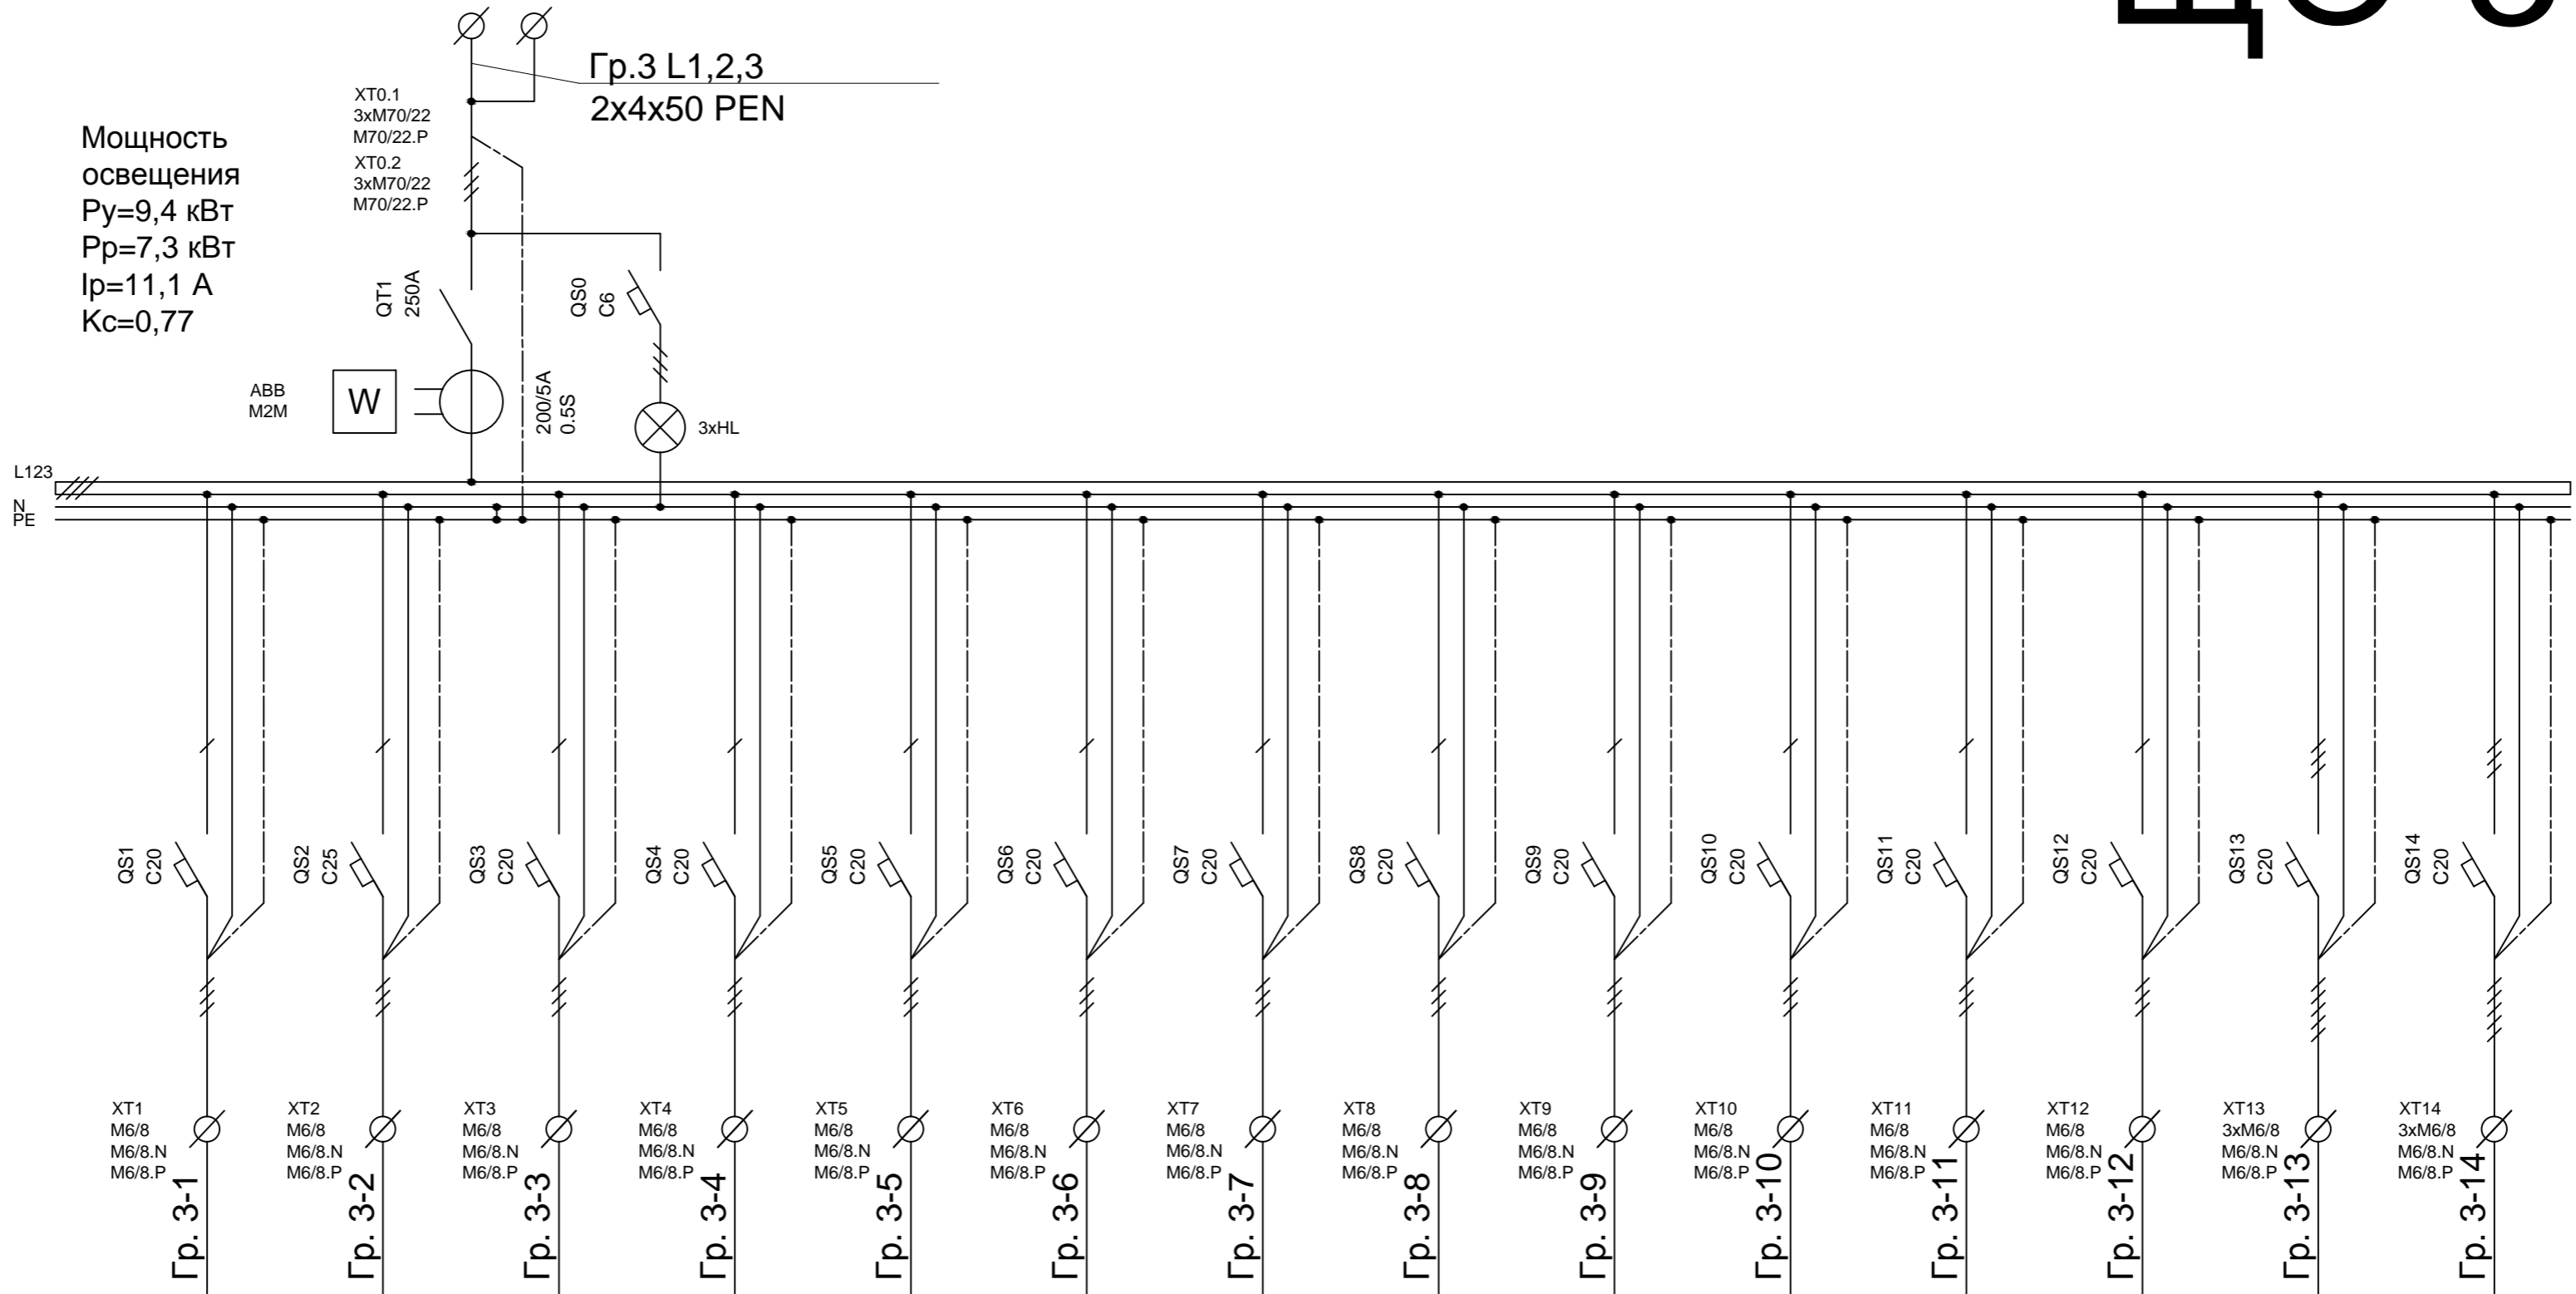 Гр.3 L1,2,3
2x4x50 PEN
XT0.1
3xM70/22
M70/22.P
XT0.2
3xM70/22
M70/22.P
Мощность
освещения
Ру=9,4 кВт
Рр=7,3 кВт
Iр=11,1 А
Кс=0,77
QT1
250A
QS0
C6
ABB
M2M
W
200/5A
0.5S
3xHL
L123
N
PE
QS1
C20
QS2
C25
QS3
C20
QS4
C20
QS5
C20
QS6
C20
QS7
C20
QS8
C20
QS9
C20
QS10
C20
QS11
C20
QS12
C20
QS13
C20
QS14
C20
XT1
M6/8
M6/8.N
M6/8.P
XT2
M6/8
M6/8.N
M6/8.P
XT3
M6/8
M6/8.N
M6/8.P
XT4
M6/8
M6/8.N
M6/8.P
XT5
M6/8
M6/8.N
M6/8.P
XT6
M6/8
M6/8.N
M6/8.P
XT7
M6/8
M6/8.N
M6/8.P
XT8
M6/8
M6/8.N
M6/8.P
XT9
M6/8
M6/8.N
M6/8.P
XT10
M6/8
M6/8.N
M6/8.P
XT11
M6/8
M6/8.N
M6/8.P
XT12
M6/8
M6/8.N
M6/8.P
XT13
3xM6/8
M6/8.N
M6/8.P
XT14
3xM6/8
M6/8.N
M6/8.P
Гр. 3-1
Гр. 3-2
Гр. 3-3
Гр. 3-4
Гр. 3-5
Гр. 3-6
Гр. 3-7
Гр. 3-8
Гр. 3-9
Гр. 3-10
Гр. 3-11
Гр. 3-12
Гр. 3-13
Гр. 3-14